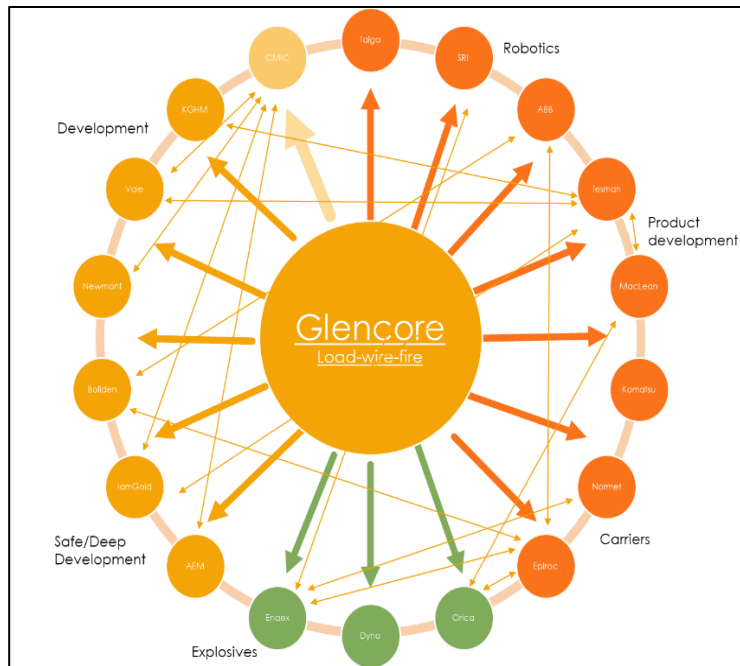 Talga
CMIC
SRI
Robotics
KGHM
ABB
Development
Vale
Tesman
Product
development
Newmont
MacLean
Glencore
Load-wire-fire
Boliden
Komatsu
IamGold
Normet
Safe/Deep
Development
Carriers
AEM
Epiroc
Enaex
Dyno
Orica
Explosives